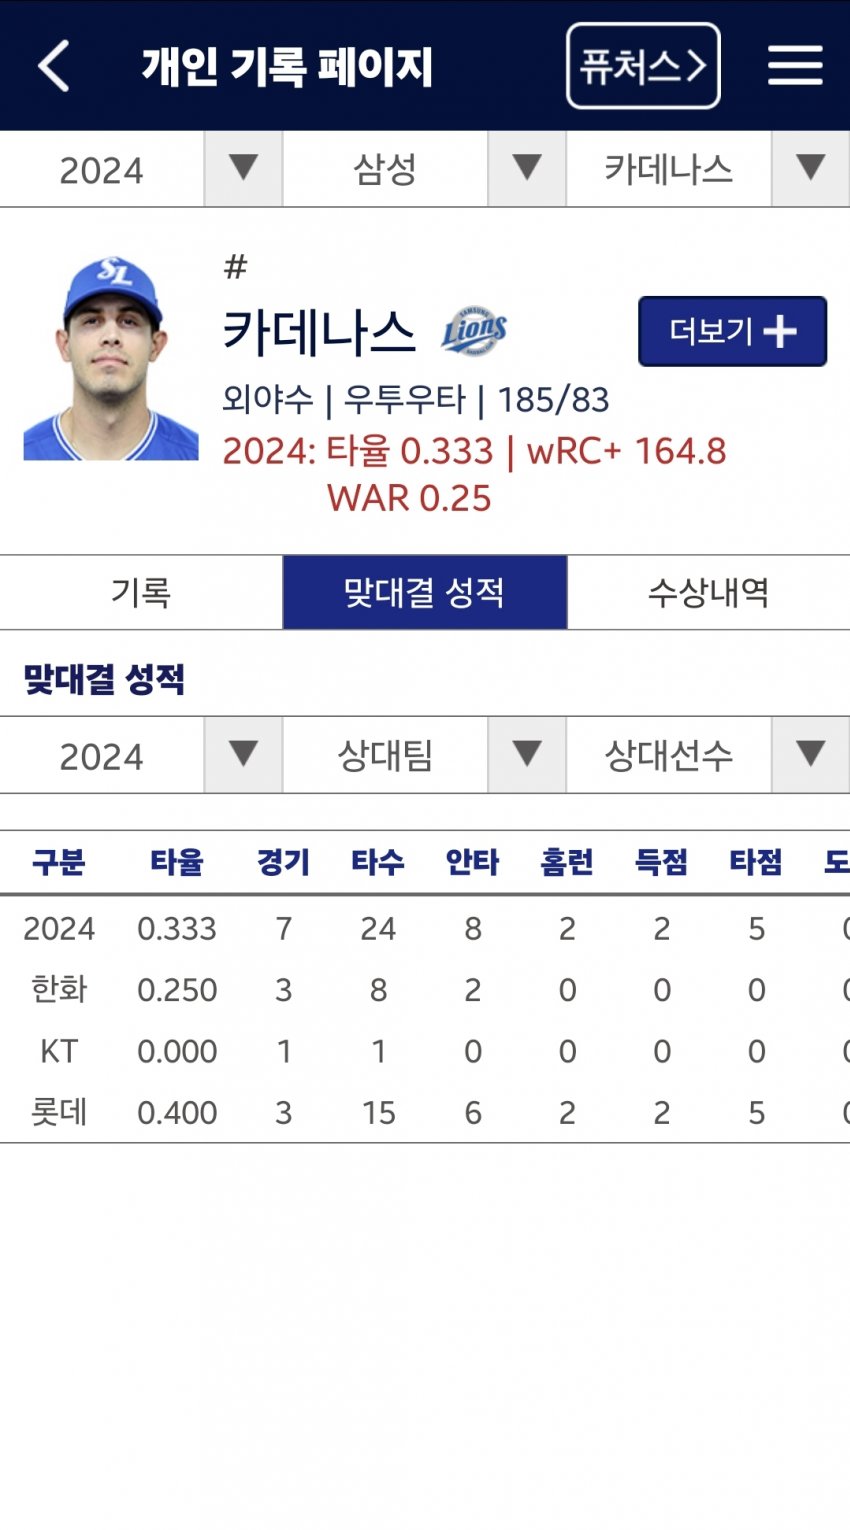 개인 기록 페이지 퓨처스>
2024 ▼ 삼성 ▼ 카데나스 ▼
SL
#
카데나스 SAMSUNG Lions
더보기 +
외야수 | 우투우타 | 185/83
2024: 타율 0.333 | wRC+ 164.8
WAR 0.25
기록 맞대결 성적 수상내역
맞대결 성적
2024 ▼ 상대팀 ▼ 상대선수 ▼
구분 타율 경기 타수 안타 홈런 득점 타점 도
2024 0.333 7 24 8 2 2 5
한화 0.250 3 8 2 0 0 0
KT 0.000 1 1 0 0 0 0
롯데 0.400 3 15 6 2 2 5